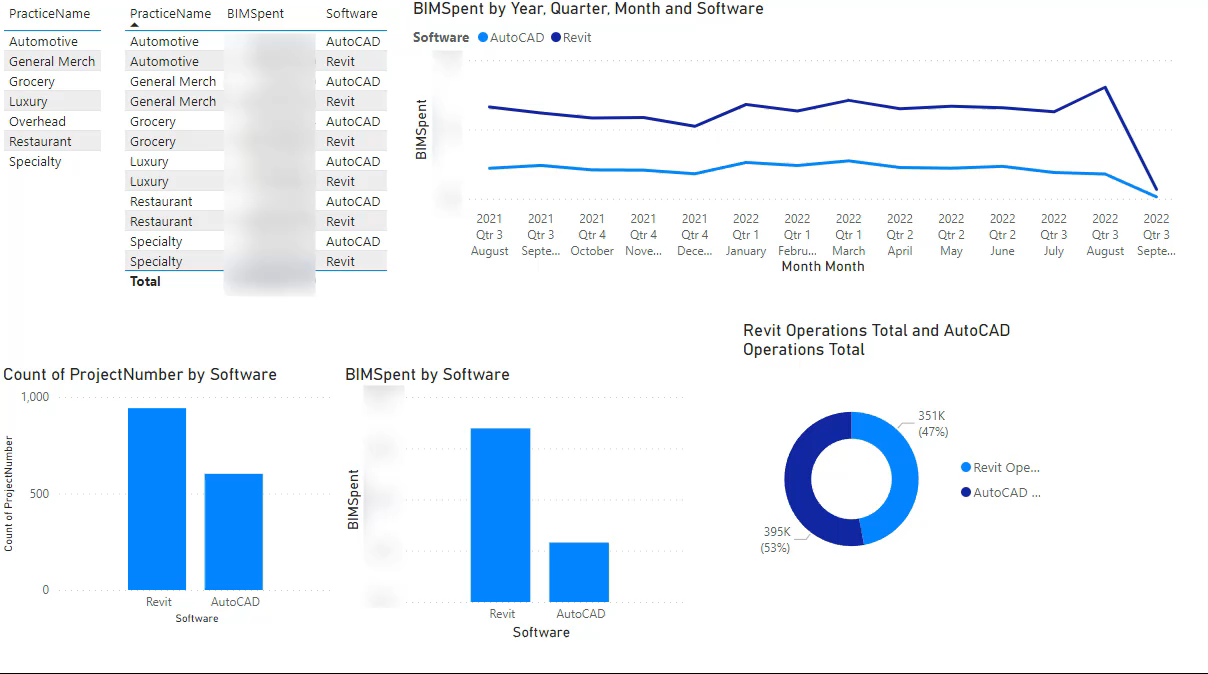 PracticeName
Automotive
General Merch
Grocery
Luxury
Overhead
Restaurant
Specialty
PracticeName BIMSpent Software
Automotive AutoCAD
Automotive Revit
General Merch AutoCAD
General Merch Revit
Grocery AutoCAD
Grocery Revit
Luxury AutoCAD
Luxury Revit
Restaurant AutoCAD
Restaurant Revit
Specialty AutoCAD
Specialty Revit
Total
BIMSpent by Year, Quarter, Month and Software
Software AutoCAD Revit
BIMSpent
2021 2021 2021 2021 2021 2022 2022 2022 2022 2022 2022 2022 2022 2022
Qtr 3 Qtr 3 Qtr 4 Qtr 4 Qtr 4 Qtr 1 Qtr 1 Qtr 1 Qtr 2 Qtr 2 Qtr 2 Qtr 3 Qtr 3 Qtr 3
August Septe... October Nove... Dece... January Febru... March April May June July August Septe...
Month Month
Count of ProjectNumber by Software
Count of ProjectNumber
1,000
500
0
Revit AutoCAD
Software
BIMSpent by Software
BIMSpent
Revit AutoCAD
Software
Revit Operations Total and AutoCAD
Operations Total
351K
(47%)
395K
(53%)
Revit Ope...
AutoCAD ...